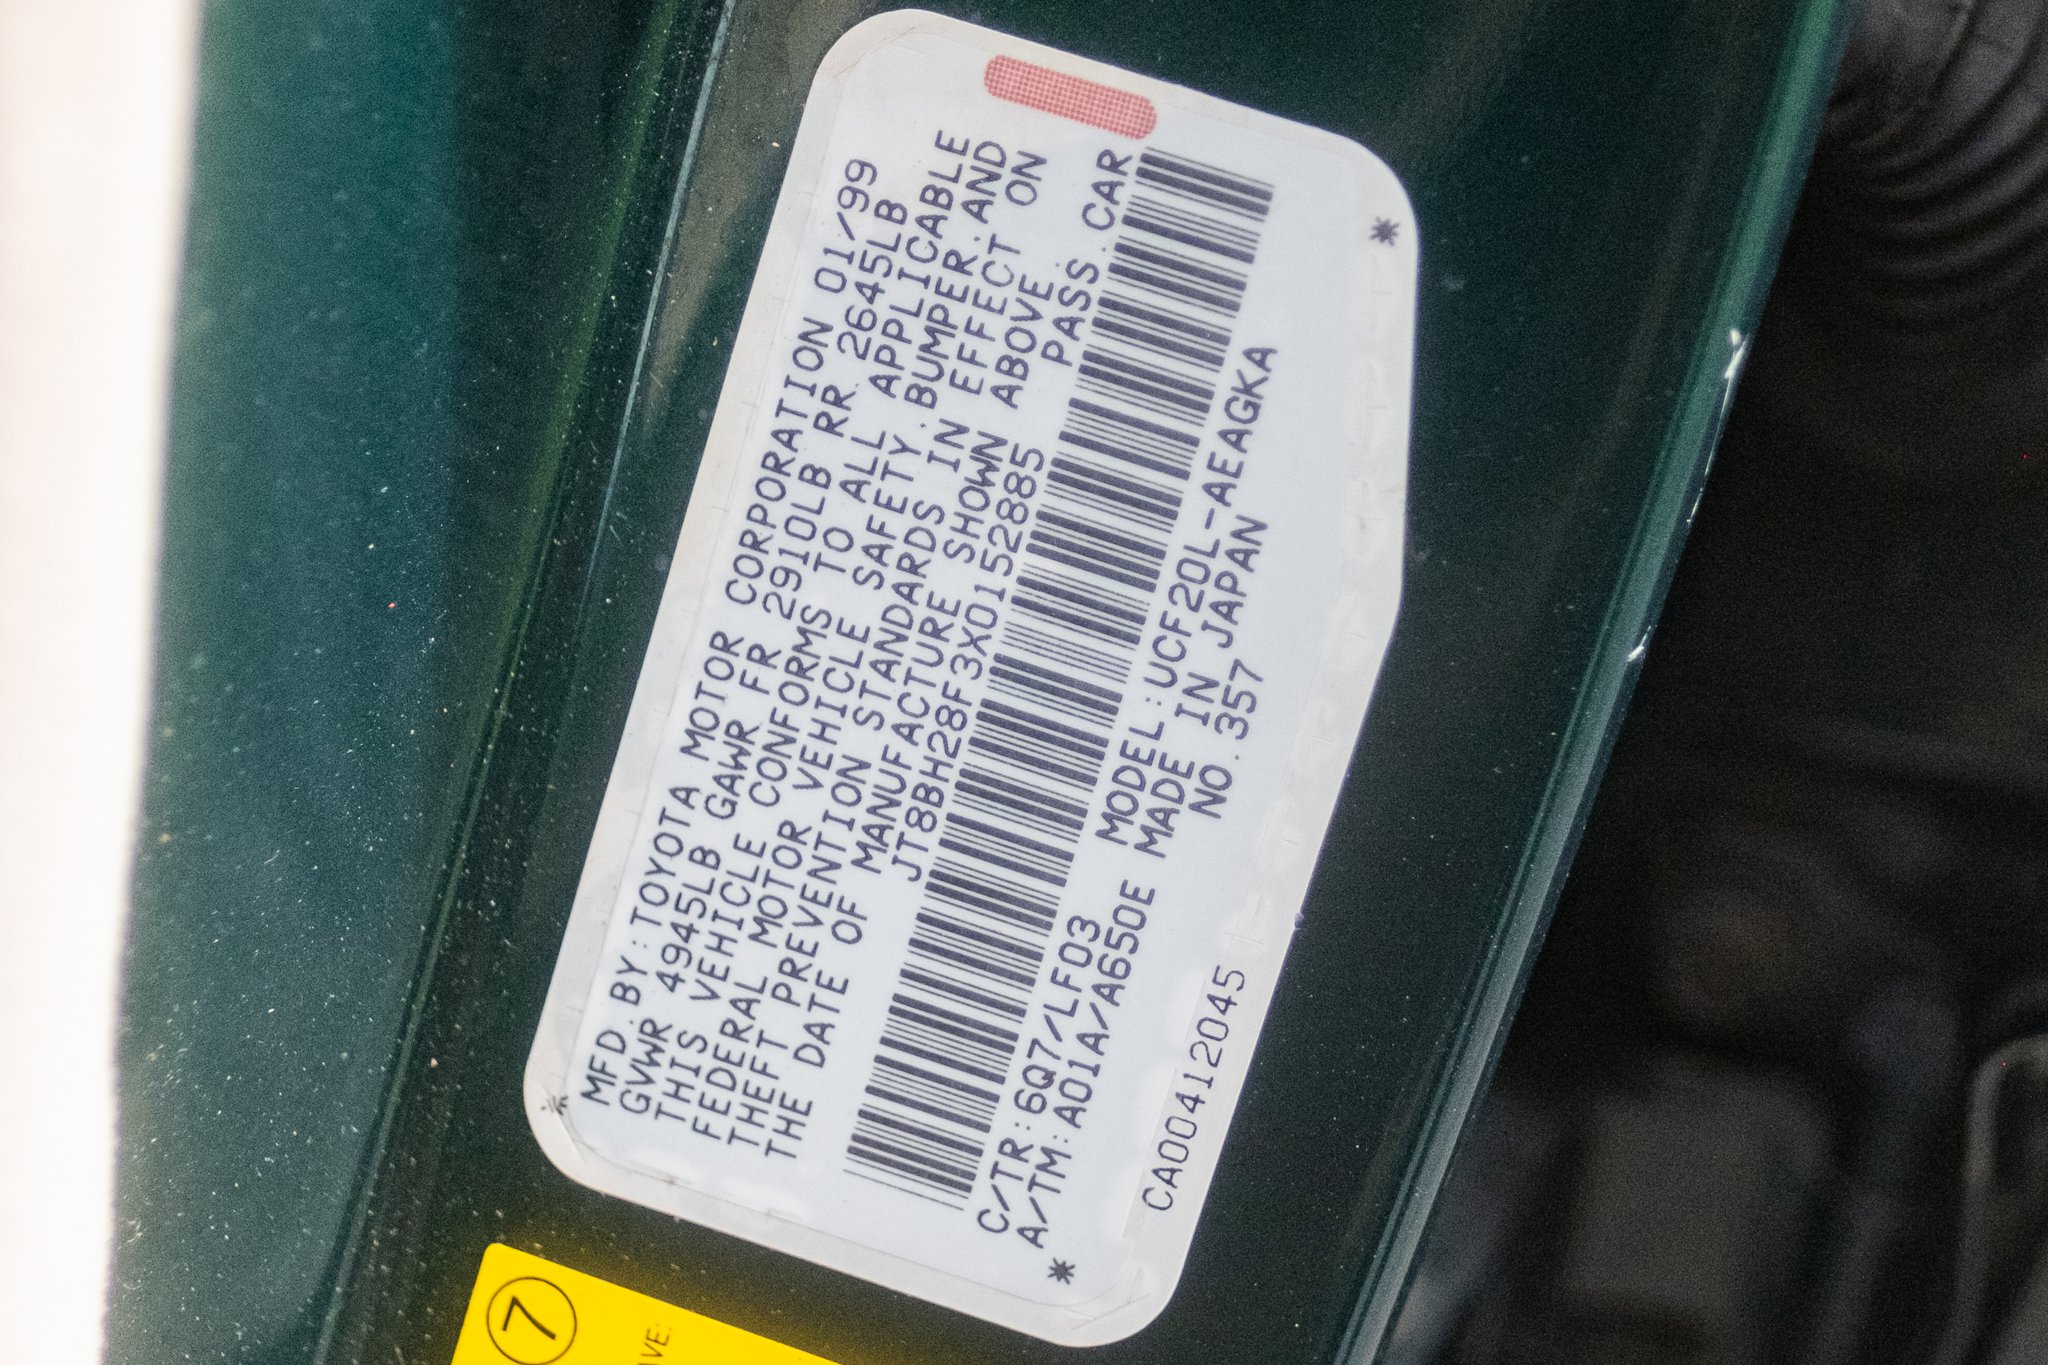 MFD.BY:TOYOTA MOTOR CORPORATION 01/99
GVWR 4945LB GAWR FR 2910LB RR 2645LB
THIS VEHICLE CONFORMS TO ALL APPLICABLE
FEDERAL MOTOR VEHICLE SAFETY.BUMPER.AND
THEFT PREVENTION STANDARDS IN EFFECT ON
THE DATE OF MANUFACTURE SHOWN ABOVE.
JT8BH28F3X0152885 PASS.CAR
C/TR:6Q7/LF03 MODEL:UCF20L-AEAGKA
A/TM:A01A/A650E MADE IN JAPAN
NO.357
CA00412045
7